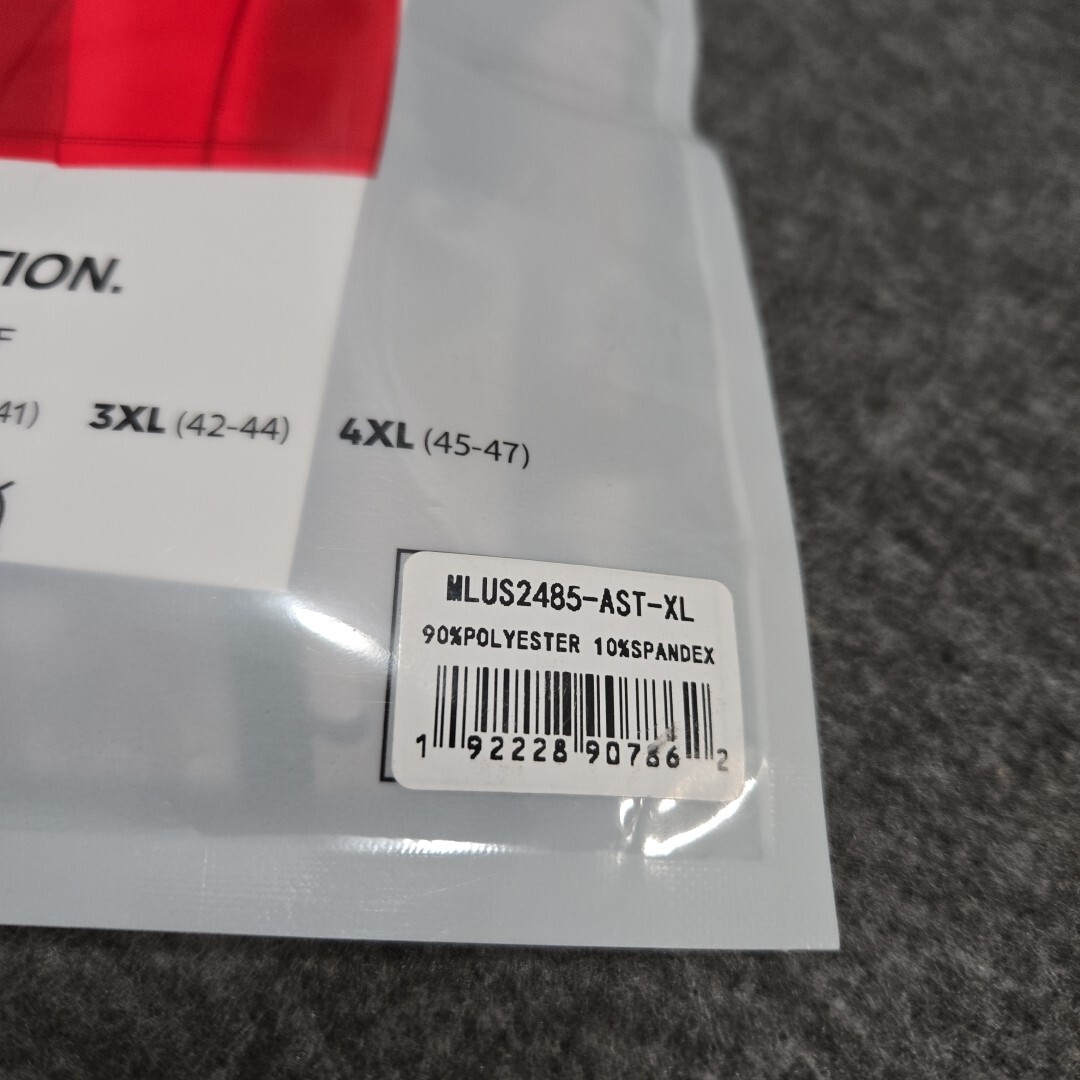 TION.
F
41) 3XL (42-44) 4XL (45-47)
MLUS2485-AST-XL
90%POLYESTER 10%SPANDEX
1 92228 90786 2